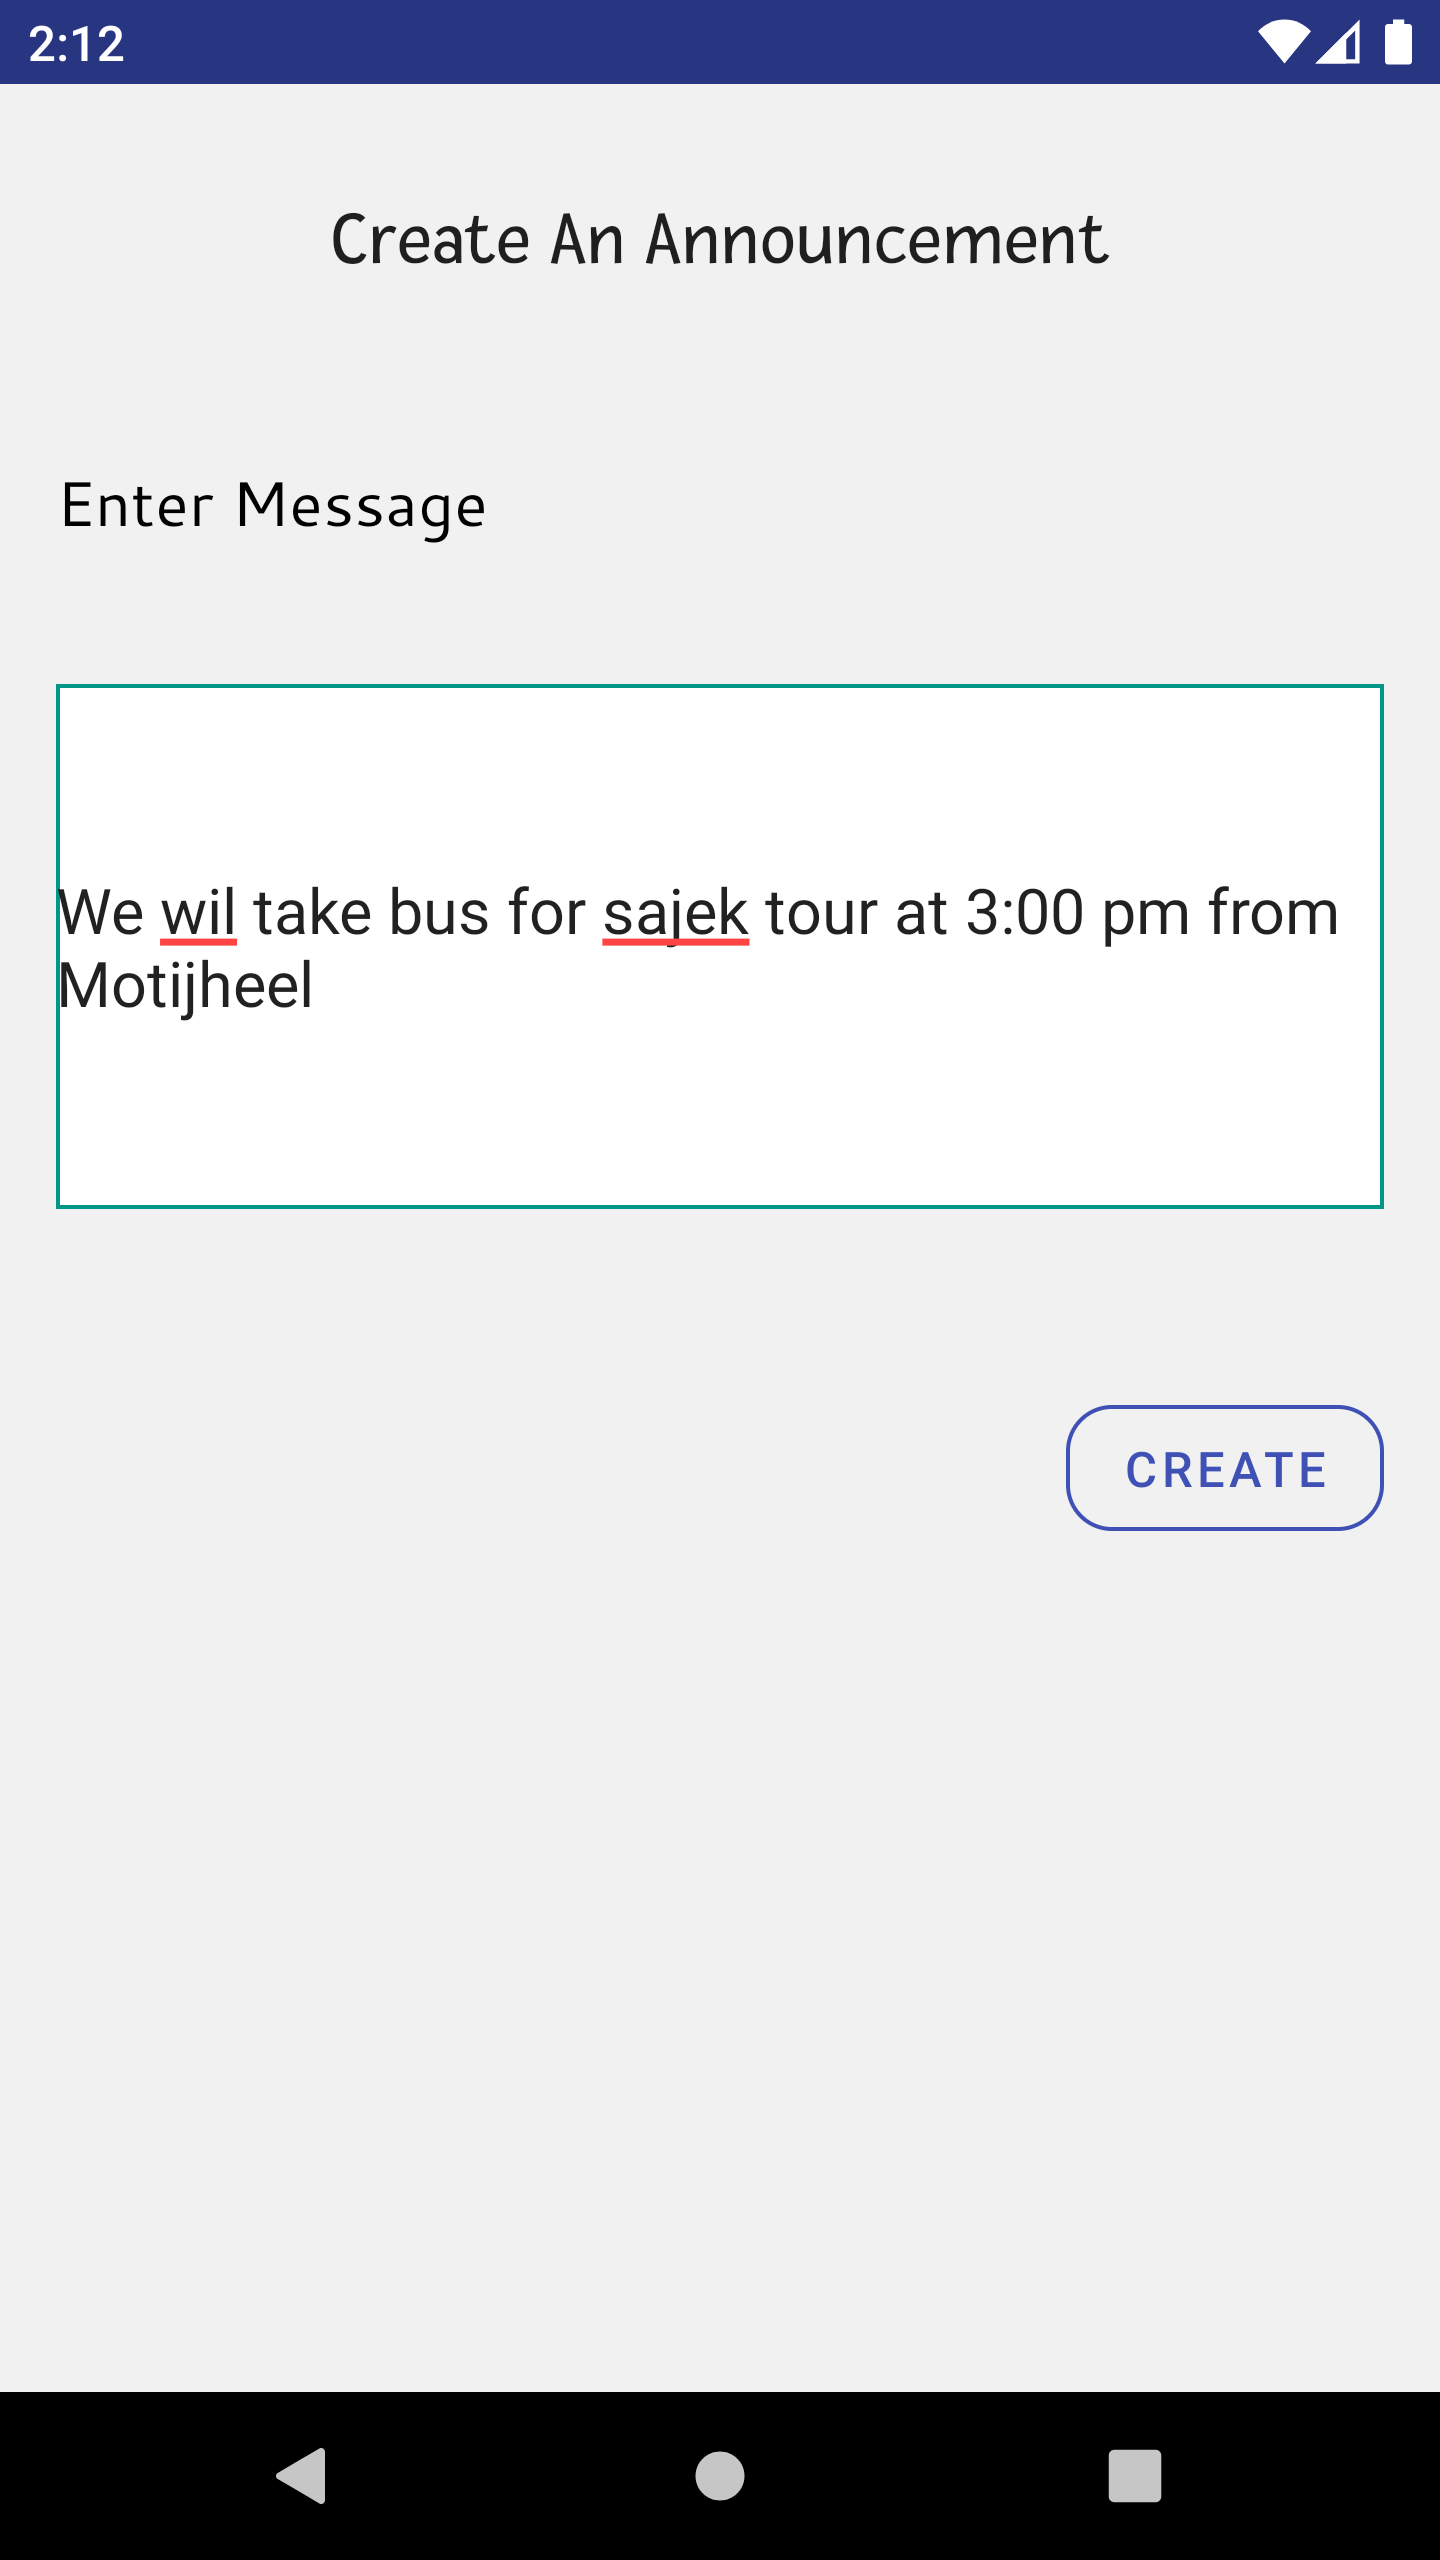 2:12
Create An Announcement
Enter Message
We wil take bus for sajek tour at 3:00 pm from
Motijheel
CREATE